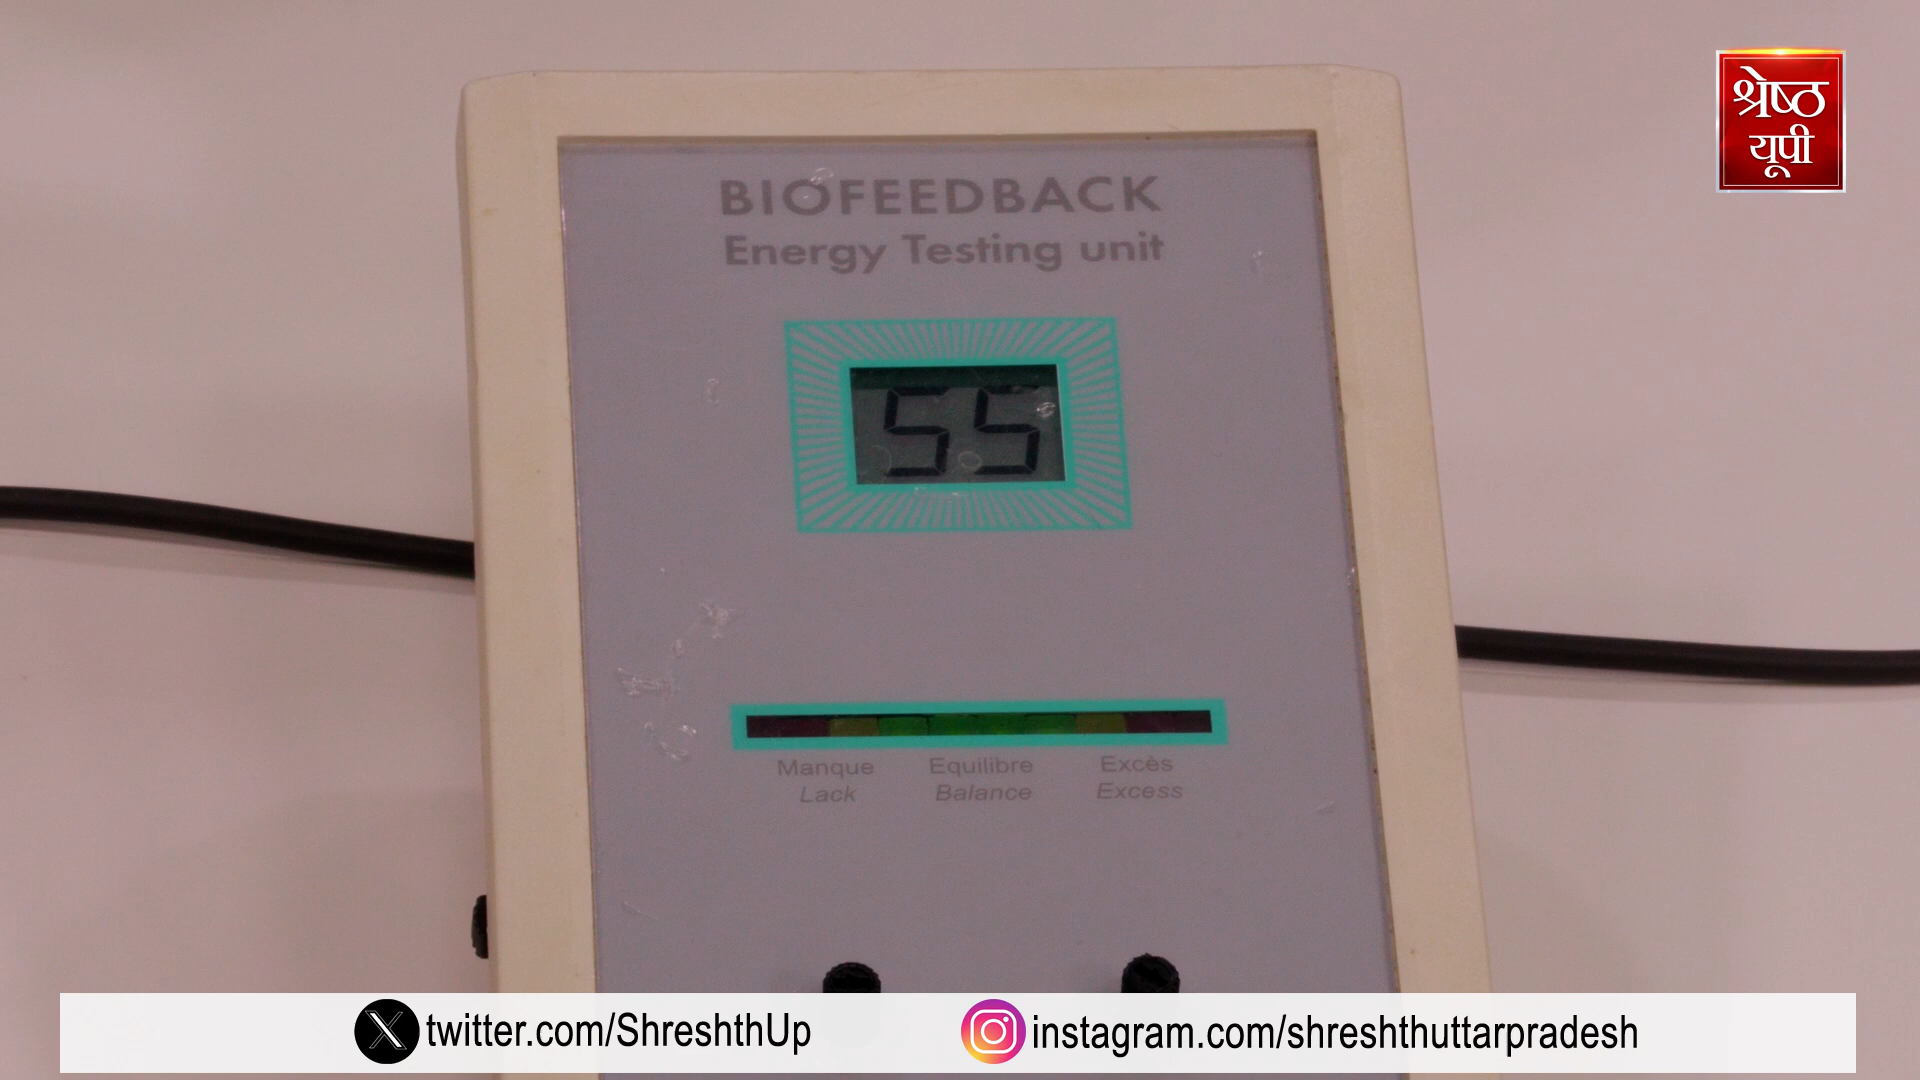 श्रेष्ठ
यूपी
BIOFEEDBACK
Energy Testing unit
55
Manque
Lack
Equilibre
Balance
Excès
Excess
twitter.com/ShreshthUp
instagram.com/shreshthuttarpradesh